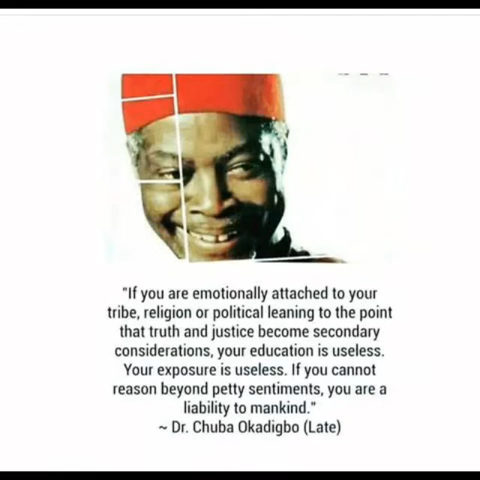 "If you are emotionally attached to your
tribe, religion or political leaning to the point
that truth and justice become secondary
considerations, your education is useless.
Your exposure is useless. If you cannot
reason beyond petty sentiments, you are a
liability to mankind."
~ Dr. Chuba Okadigbo (Late)